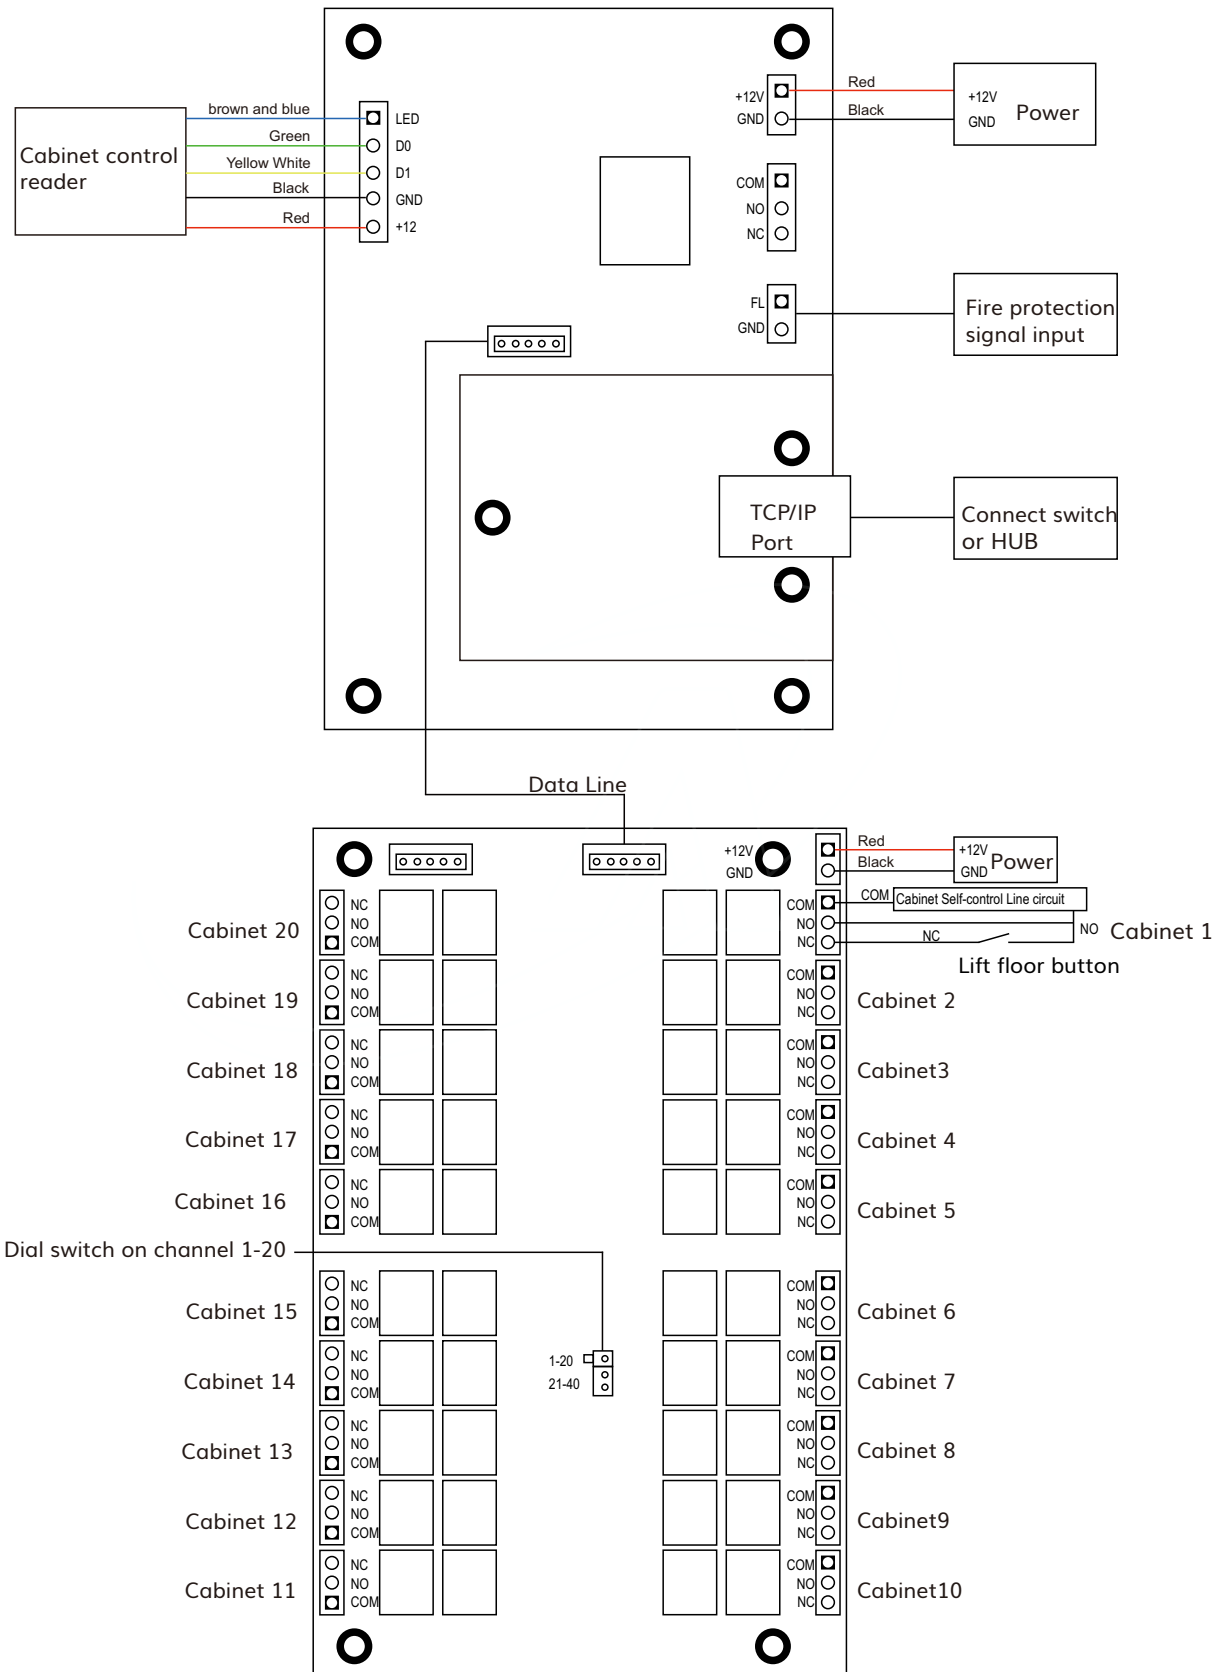 brown and blue
Green
Yellow White
Black
Red
Cabinet control
reader
LED
D0
D1
GND
+12
+12V
GND
Red
Black
+12V
GND
Power
COM
NO
NC
FL
GND
Fire protection
signal input
TCP/IP
Port
Connect switch
or HUB
Data Line
+12V
GND
Red
Black
+12V
GND
Power
Cabinet 20
NC
NO
COM
COM
NO
NC
COM
Cabinet Self-control Line circuit
NC
NO
Cabinet 1
Lift floor button
Cabinet 19
NC
NO
COM
COM
NO
NC
Cabinet 2
Cabinet 18
NC
NO
COM
COM
NO
NC
Cabinet3
Cabinet 17
NC
NO
COM
COM
NO
NC
Cabinet 4
Cabinet 16
NC
NO
COM
COM
NO
NC
Cabinet 5
Dial switch on channel 1-20
Cabinet 15
NC
NO
COM
COM
NO
NC
Cabinet 6
1-20
21-40
Cabinet 14
NC
NO
COM
COM
NO
NC
Cabinet 7
Cabinet 13
NC
NO
COM
COM
NO
NC
Cabinet 8
Cabinet 12
NC
NO
COM
COM
NO
NC
Cabinet9
Cabinet 11
NC
NO
COM
COM
NO
NC
Cabinet10